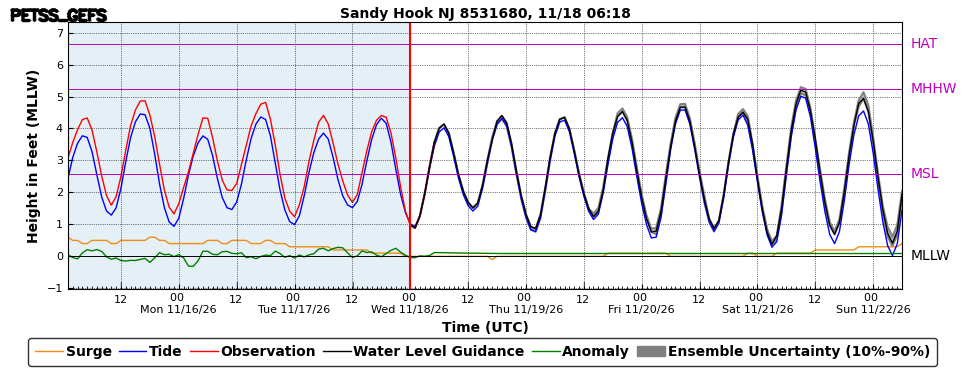 PETSS_GEFS
Sandy Hook NJ 8531680, 11/18 06:18
Height in Feet (MLLW)
7
6
5
4
3
2
1
0
−1
HAT
MHHW
MSL
MLLW
12 00 12 00 12 00 12 00 12 00 12 00 12 00
Mon 11/16/26 Tue 11/17/26 Wed 11/18/26 Thu 11/19/26 Fri 11/20/26 Sat 11/21/26 Sun 11/22/26
Time (UTC)
Surge Tide Observation Water Level Guidance Anomaly Ensemble Uncertainty (10%-90%)